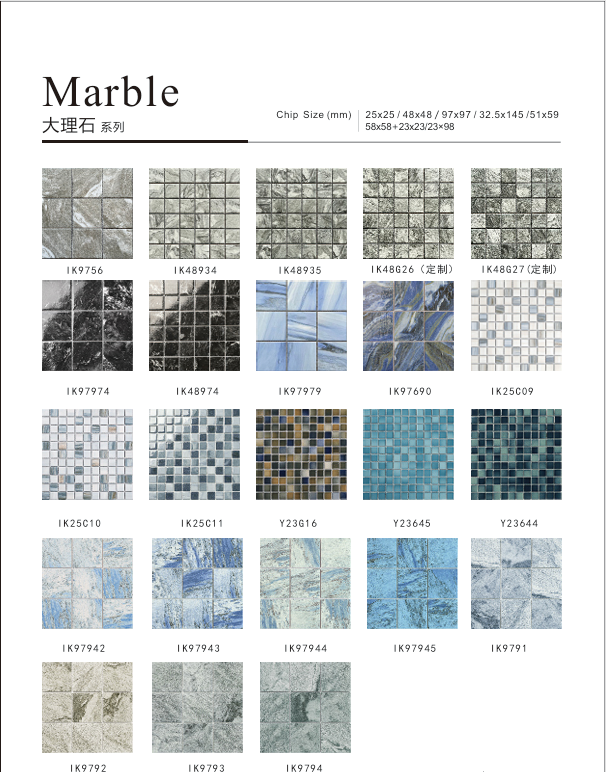 Marble
大理石 系列
Chip Size (mm) 25x25 / 48x48 / 97x97 / 32.5x145 /51x59
58x58+23x23/23×98
IK9756 IK48934 IK48935 IK48G26 (定制) IK48G27(定制)
IK97974 IK48974 IK97979 IK97690 IK25C09
IK25C10 IK25C11 Y23G16 Y23645 Y23644
IK97942 IK97943 IK97944 IK97945 IK9791
IK9792 IK9793 IK9794